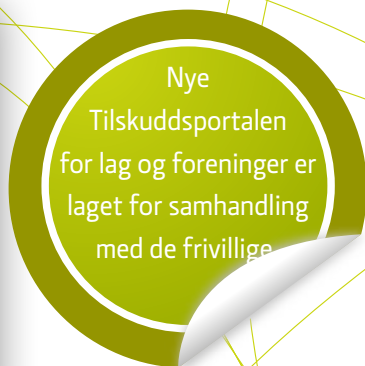 Nye
Tilskuddsportalen
for lag og foreninger er
laget for samhandling
med de frivillige